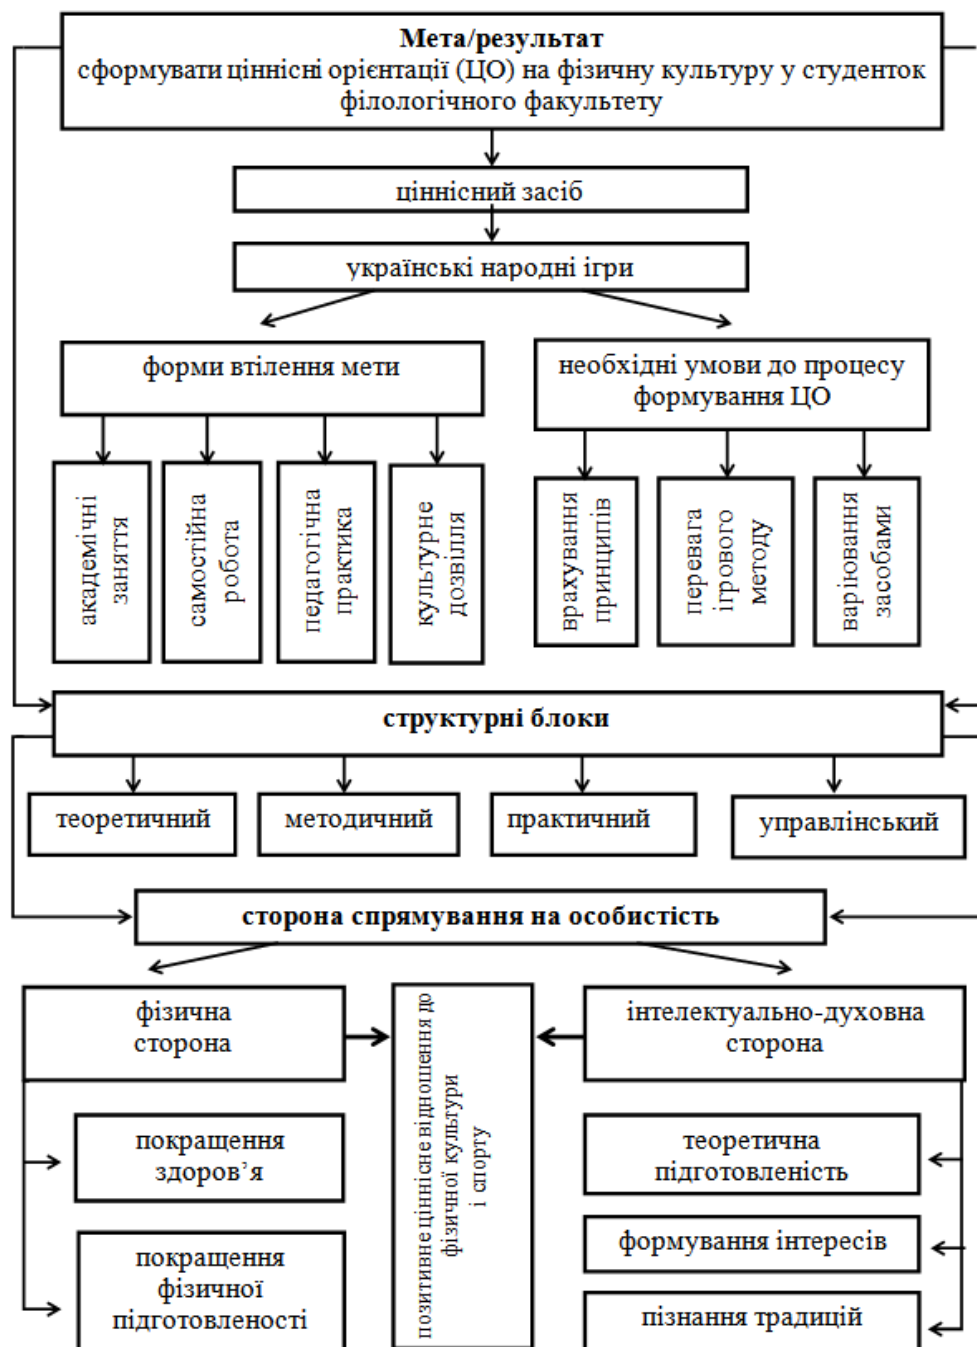 Мета/результат
сформувати ціннісні орієнтації (ЦО) на фізичну культуру у студенток
філологічного факультету
ціннісний засіб
українські народні ігри
форми втілення мети
необхідні умови до процесу
формування ЦО
академічні
заняття
самостійна
робота
педагогічна
практика
культурне
дозвілля
врахування
принципів
перевага
ігрового
методу
варіювання
засобами
структурні блоки
теоретичний
методичний
практичний
управлінський
сторона спрямування на особистість
фізична
сторона
позитивне ціннісне відношення до
фізичної культури
і спорту
інтелектуально-духовна
сторона
покращення
здоров’я
покращення
фізичної
підготовленості
теоретична
підготовленість
формування інтересів
пізнання традицій